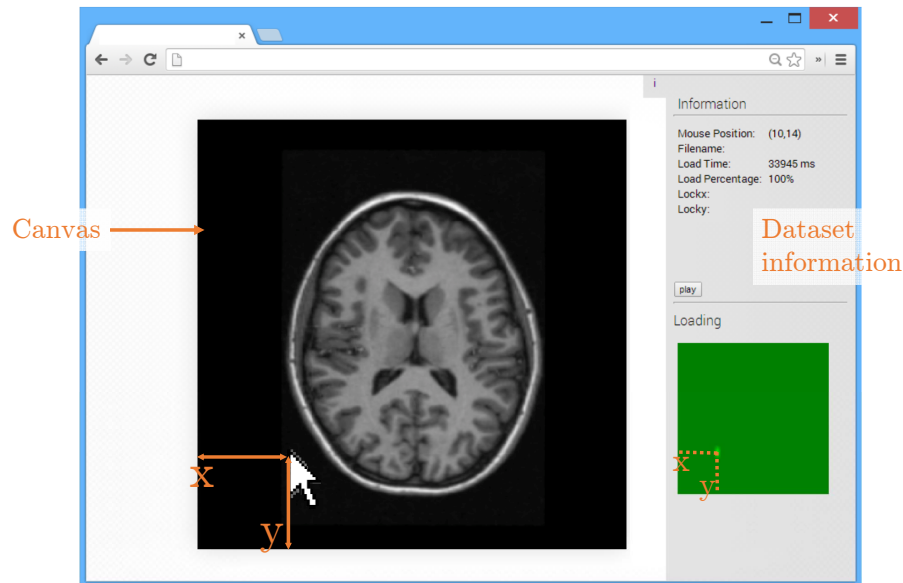 i
Information
Mouse Position: (10,14)
Filename:
Load Time: 33945 ms
Load Percentage: 100%
Lockx:
Locky:
Canvas
Dataset
information
play
Loading
x
y
x
y